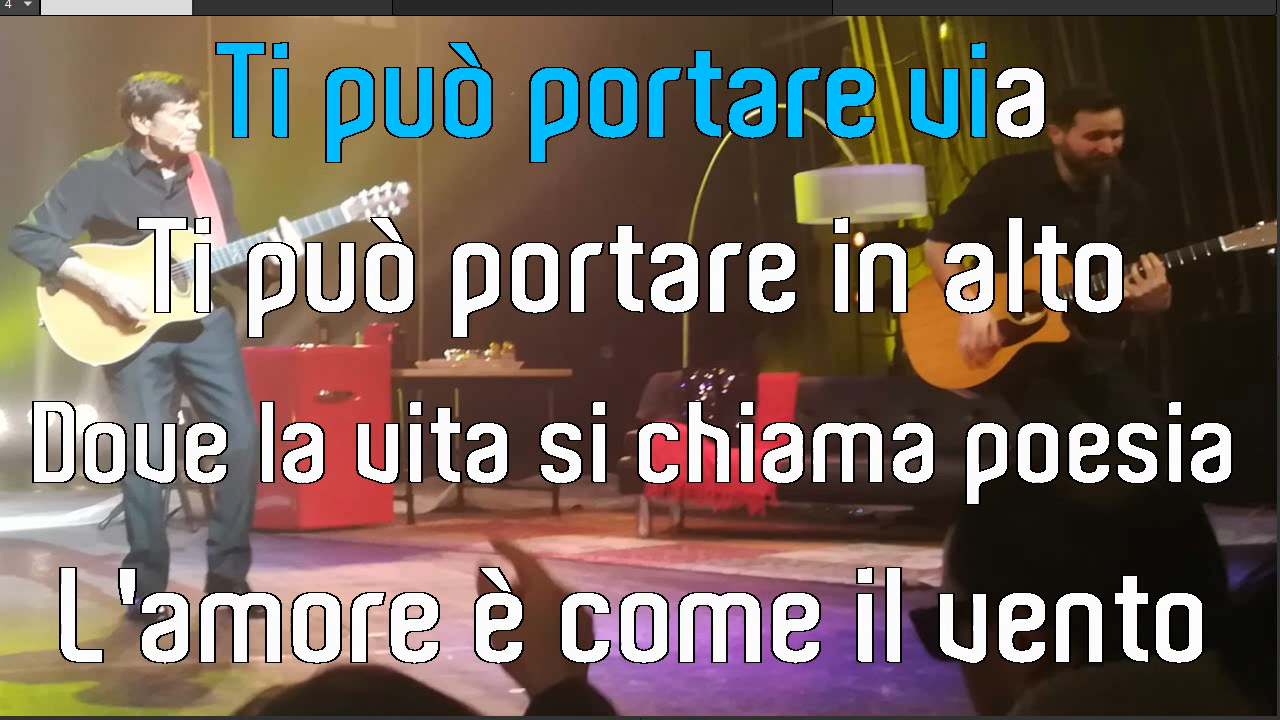 4
Ti può portare via
Ti può portare in alto
Dove la vita si chiama poesia
L'amore è come il vento